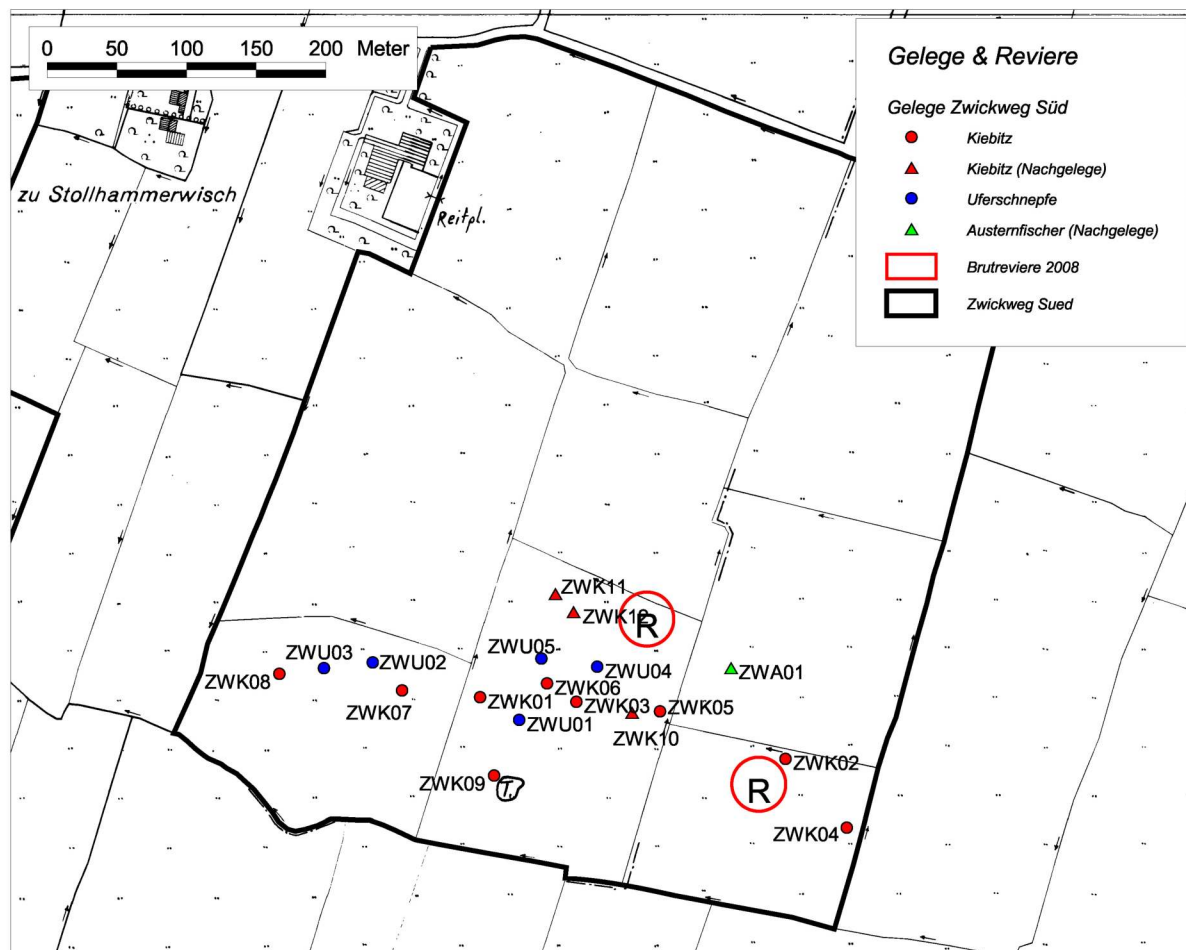 0 50 100 150 200 Meter
Gelege & Reviere
Gelege Zwickweg Süd
Kiebitz
Kiebitz (Nachgelege)
Uferschnepfe
Austernfischer (Nachgelege)
Brutreviere 2008
Zwickweg Sued
zu Stollhammerwisch
Reitpl.
ZWK11
ZWK12
R
ZWU05
ZWU03
ZWU02
ZWU04
ZWA01
ZWK08
ZWK06
ZWK07
ZWK01
ZWK03
ZWK05
ZWU01
ZWK10
ZWK02
ZWK09
T.
R
ZWK04